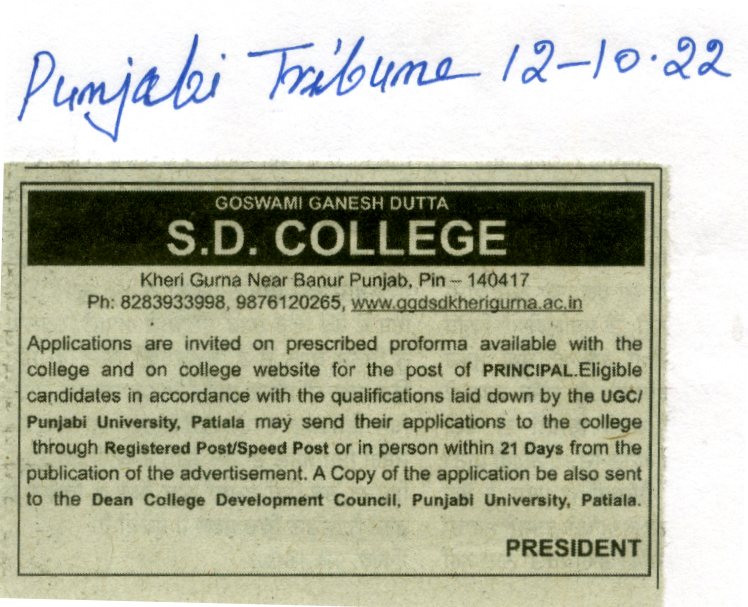 Punjabi Tribune 12-10.22
GOSWAMI GANESH DUTTA
S.D. COLLEGE
Kheri Gurna Near Banur Punjab, Pin – 140417
Ph: 8283933998, 9876120265, www.ggdsdkherigurna.ac.in
Applications are invited on prescribed proforma available with the
college and on college website for the post of PRINCIPAL.Eligible
candidates in accordance with the qualifications laid down by the UGC/
Punjabi University, Patiala may send their applications to the college
through Registered Post/Speed Post or in person within 21 Days from the
publication of the advertisement. A Copy of the application be also sent
to the Dean College Development Council, Punjabi University, Patiala.
PRESIDENT